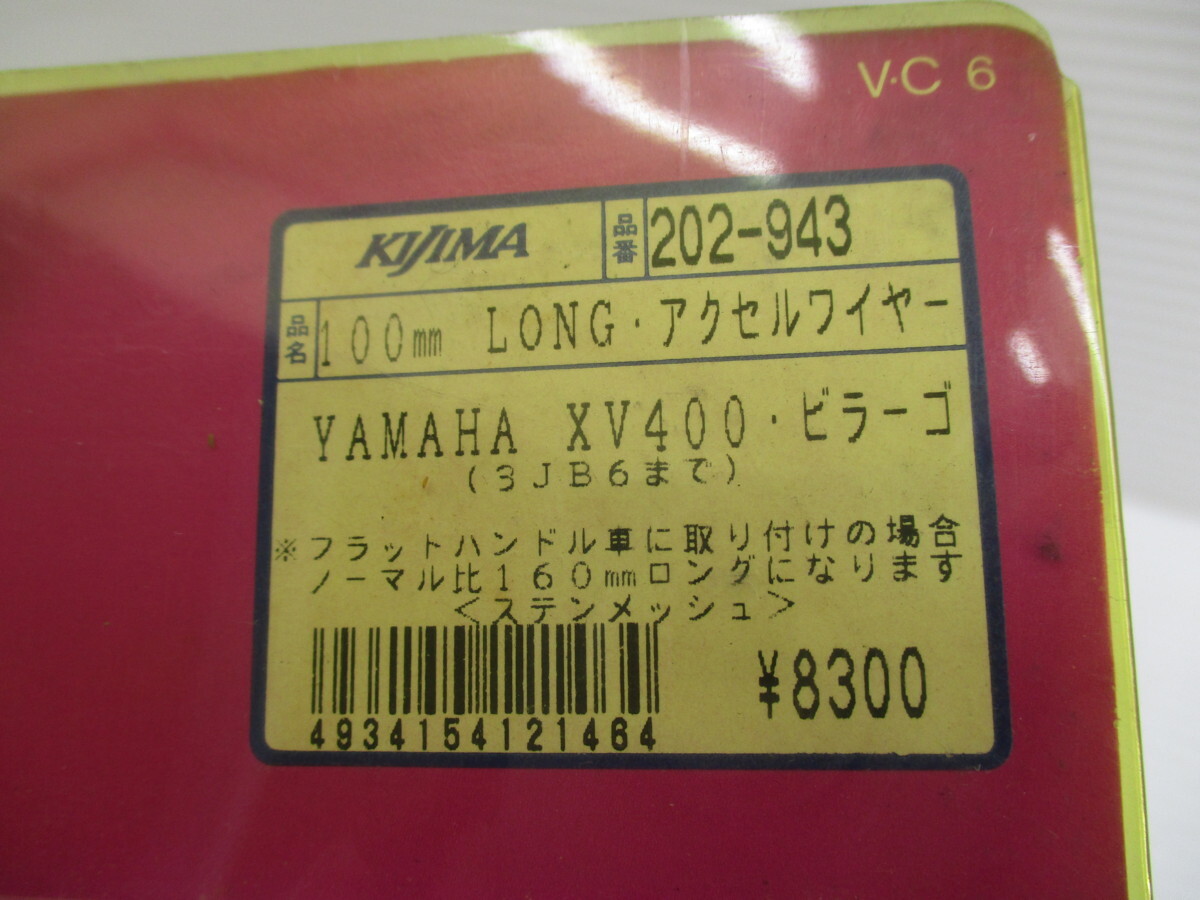 V·C 6
KIJIMA 品番 202-943
品名 100㎜ LONG・アクセルワイヤー
YAMAHA XV400・ビラーゴ
(3JB6まで)
※フラットハンドル車に取り付けの場合
ノーマル比160㎜ロングになります
<ステンメッシュ>
¥8300
4934154121464